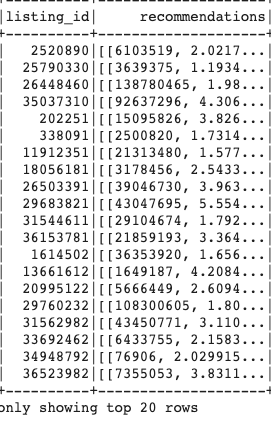 |listing_id|     recommendations|
+----------+--------------------+
|   2520890|[[6103519, 2.0217...|
|  25790330|[[3639375, 1.1934...|
|  26448460|[[138780465, 1.98...|
|  35037310|[[92637296, 4.306...|
|    202251|[[15095826, 3.826...|
|    338091|[[2500820, 1.7314...|
|  11912351|[[21313480, 1.577...|
|  18056181|[[3178456, 2.5433...|
|  26503391|[[39046730, 3.963...|
|  29683821|[[43047695, 5.554...|
|  31544611|[[29104674, 1.792...|
|  36153781|[[21859193, 3.364...|
|   1614502|[[36353920, 1.656...|
|  13661612|[[1649187, 4.2084...|
|  20995122|[[5666449, 2.6094...|
|  29760232|[[108300605, 1.80...|
|  31562982|[[43450771, 3.110...|
|  33692462|[[6433755, 2.1583...|
|  34948792|[[76906, 2.029915...|
|  36523982|[[7355053, 3.8311...|
+----------+--------------------+
only showing top 20 rows